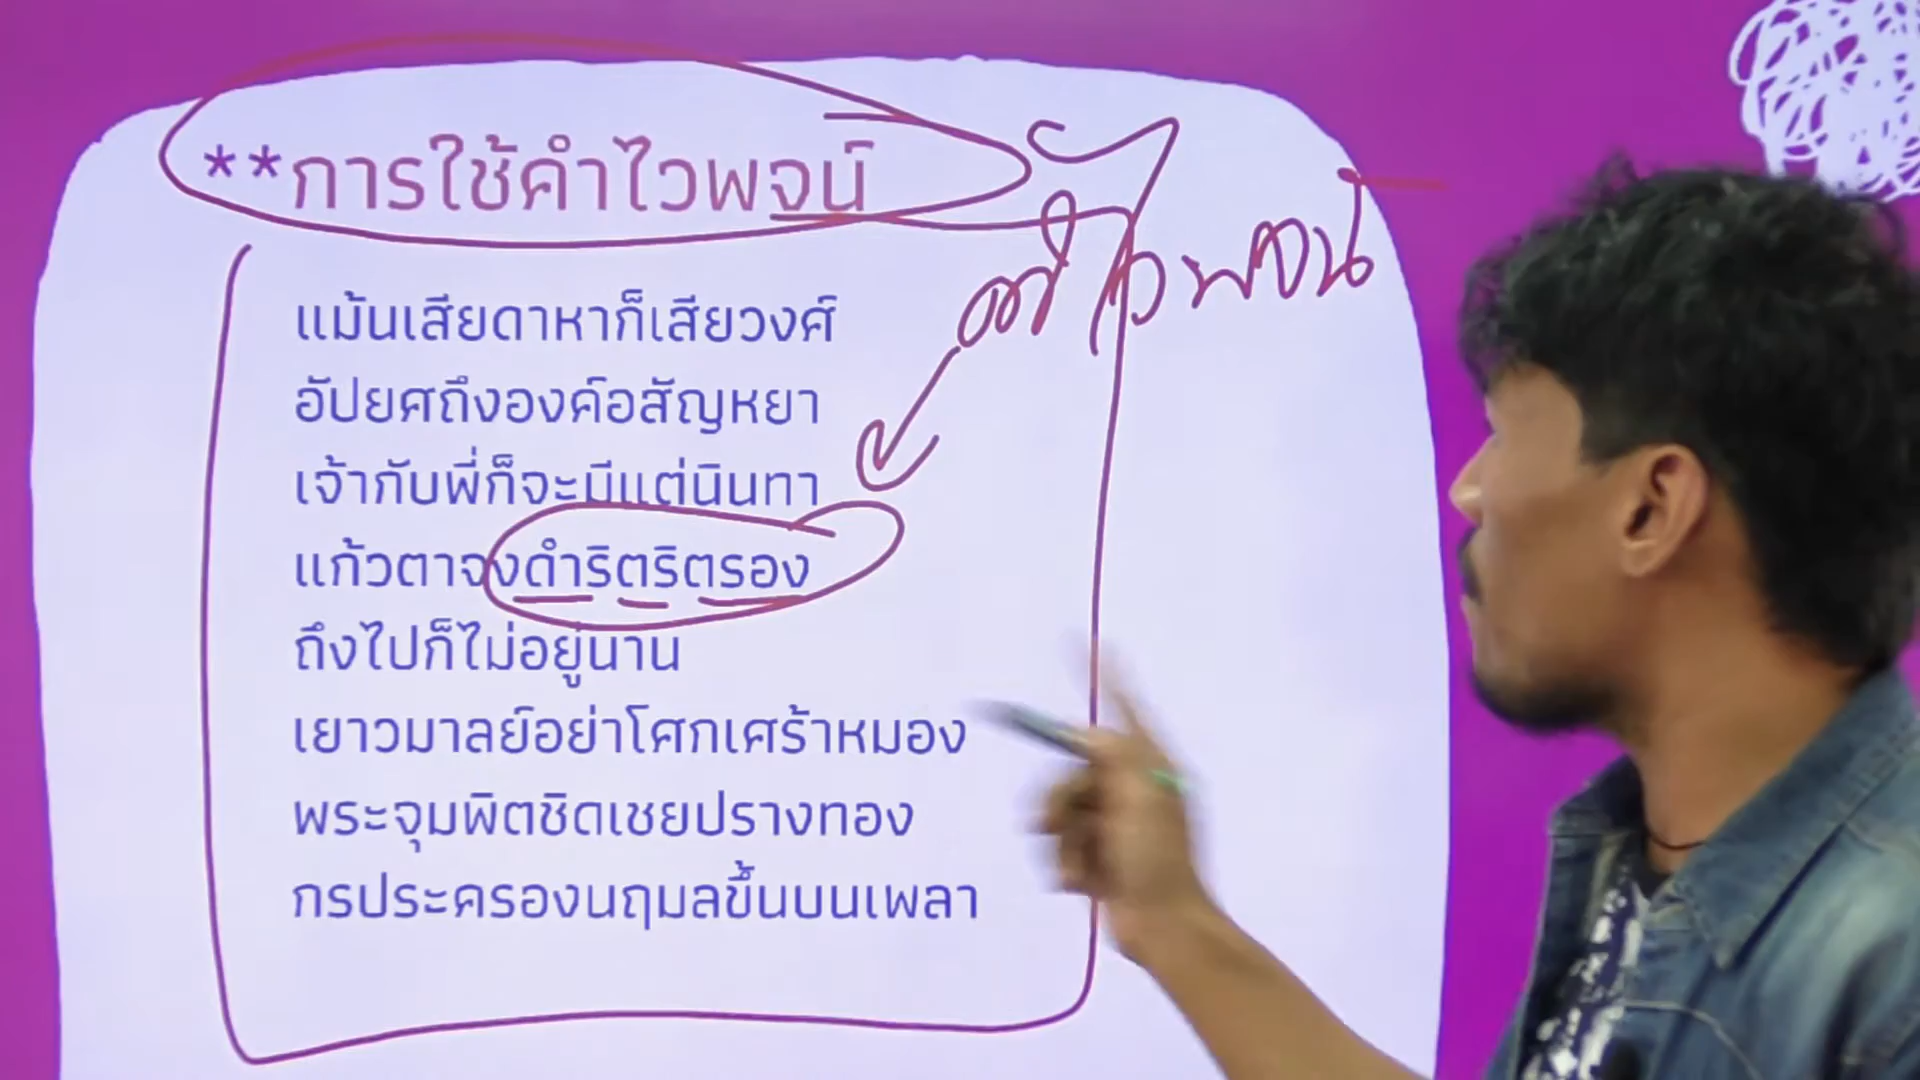 **การใช้คำไวพจน์
แม้นเสียดาหาก็เสียวงศ์
อัปยศถึงองค์อสัญหยา
เจ้ากับพี่ก็จะมีแต่นินทา
แก้วตาจงดำริตริตรอง
ถึงไปก็ไม่อยู่นาน
เยาวมาลย์อย่าโศกเศร้าหมอง
พระจุมพิตชิดเชยปรางทอง
กรประครองนฤมลขึ้นบนเพลา